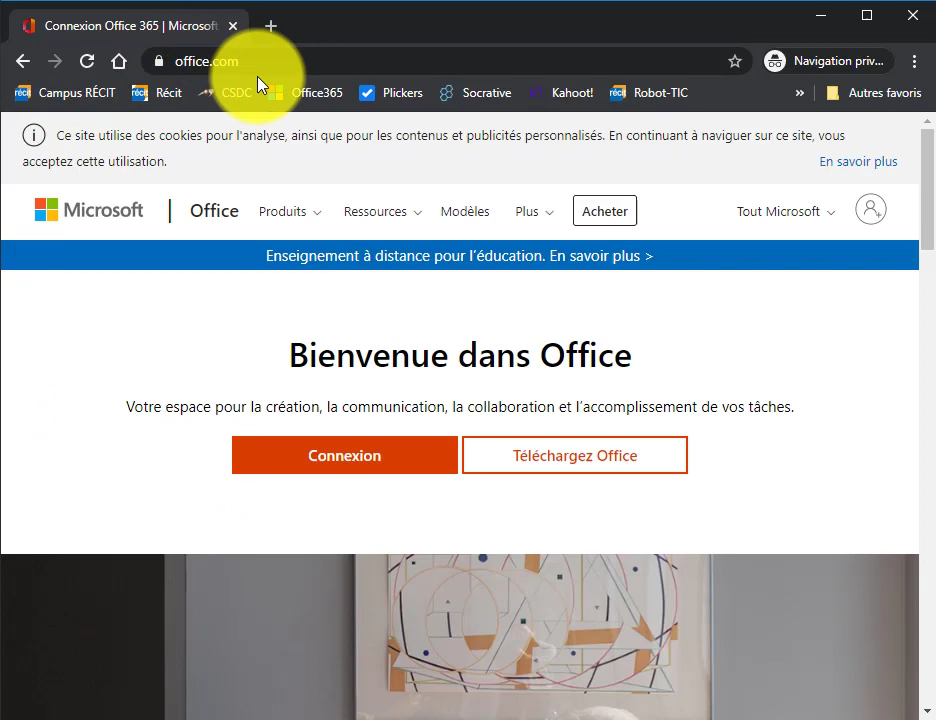 Connexion Office 365 | Microsoft
office.com
Navigation priv...
Campus RÉCIT Récit CSDC Office365 Plickers Socrative Kahoot! Robot-TIC » Autres favoris
Ce site utilise des cookies pour l'analyse, ainsi que pour les contenus et publicités personnalisés. En continuant à naviguer sur ce site, vous
acceptez cette utilisation.
En savoir plus
Microsoft | Office Produits Ressources Modèles Plus Acheter Tout Microsoft
Enseignement à distance pour l’éducation. En savoir plus >
Bienvenue dans Office
Votre espace pour la création, la communication, la collaboration et l’accomplissement de vos tâches.
Connexion Téléchargez Office